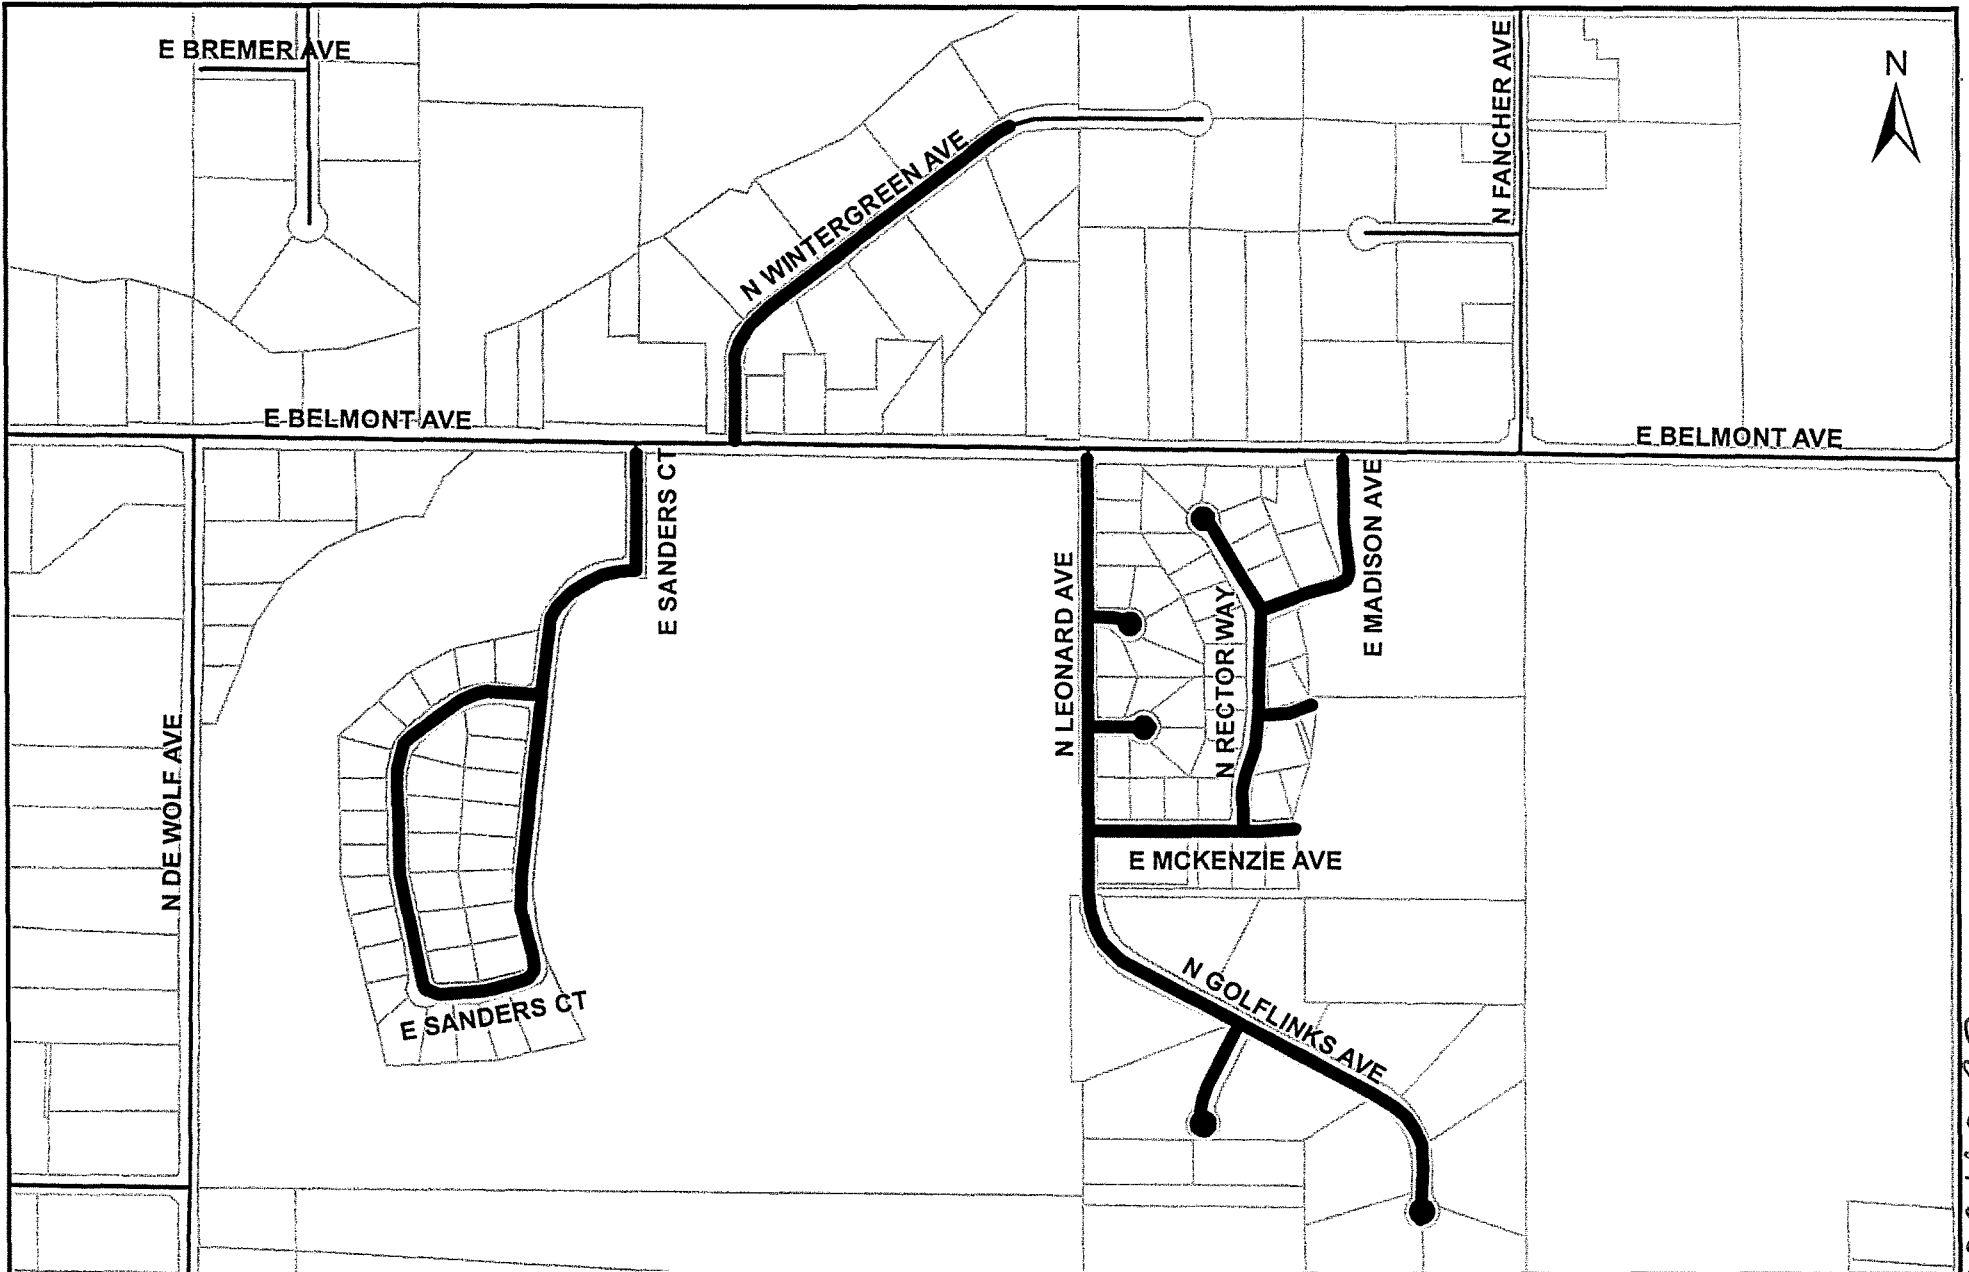 E BREMER AVE
N
N FANCHER AVE
N WINTERGREEN AVE
E BELMONT AVE
E BELMONT AVE
E SANDERS CT
E MADISON AVE
N LEONARD AVE
N RECTOR WAY
N DE WOLF AVE
E MCKENZIE AVE
N GOLFLINKS AVE
E SANDERS CT